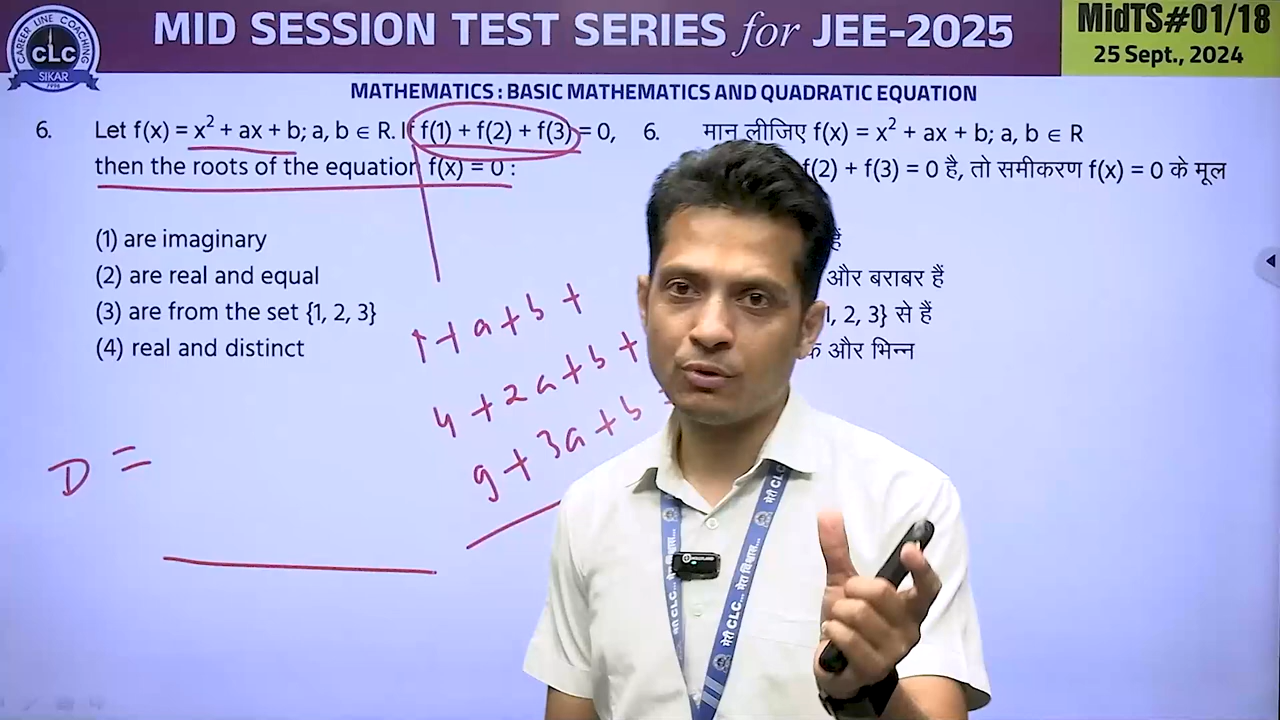 CAREER LINE COACHING
CLC
SIKAR
1996
MID SESSION TEST SERIES for JEE-2025
MidTS#01/18
25 Sept., 2024
MATHEMATICS : BASIC MATHEMATICS AND QUADRATIC EQUATION
6. Let f(x) = x² + ax + b; a, b ∈ R. If f(1) + f(2) + f(3) = 0,
then the roots of the equation f(x) = 0 :
(1) are imaginary
(2) are real and equal
(3) are from the set {1, 2, 3}
(4) real and distinct
6. मान लीजिए f(x) = x² + ax + b; a, b ∈ R
f(2) + f(3) = 0 है, तो समीकरण f(x) = 0 के मूल
हैं
और बराबर हैं
1, 2, 3} से हैं
और भिन्न
1 + a + b +
4 + 2a + b +
9 + 3a + b =
D =
मेरी CLC... मेरा विश्वास...
मेरी CLC
मेरी CLC...